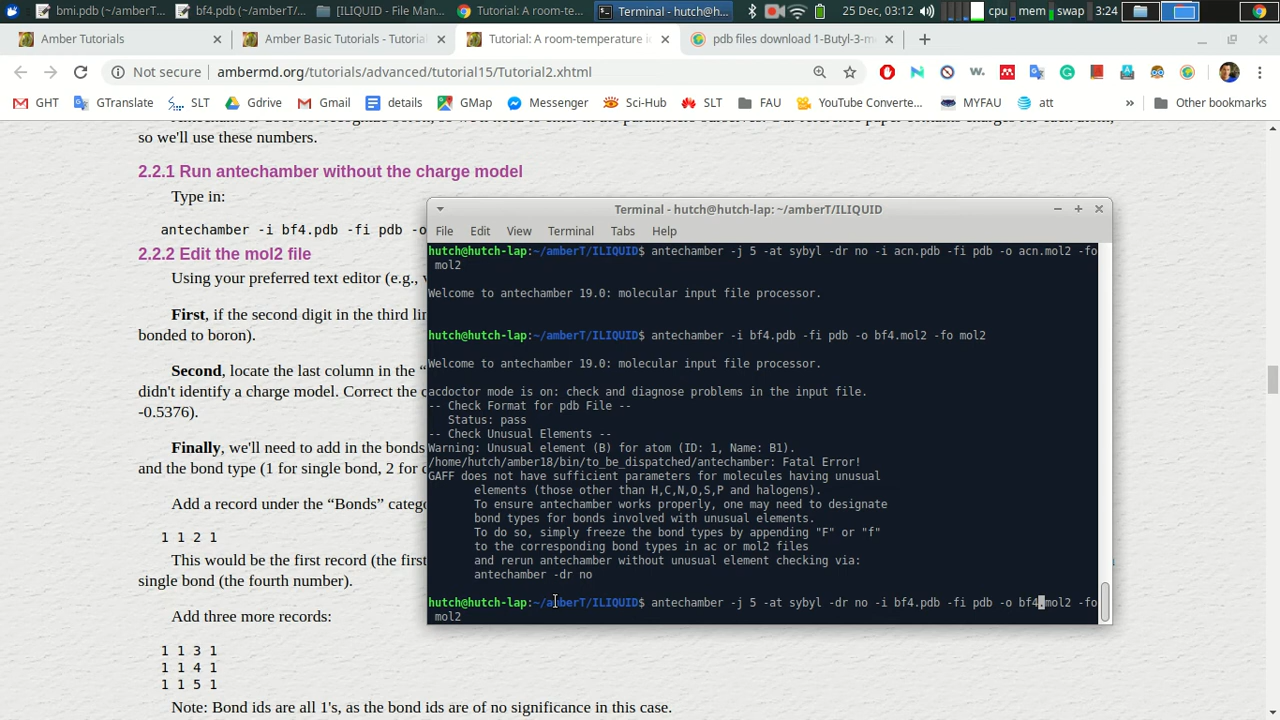 bmi.pdb (~/amberT...
bf4.pdb (~/amberT...
[ILIQUID - File Man...
Tutorial: A room-te...
Terminal - hutch@h...
25 Dec, 03:12
cpu
mem
swap
3:24
Amber Tutorials
Amber Basic Tutorials - Tutoria
Tutorial: A room-temperature i
pdb files download 1-Butyl-3-m
Not secure
ambermd.org/tutorials/advanced/tutorial15/Tutorial2.xhtml
GHT
GTranslate
SLT
Gdrive
Gmail
details
GMap
Messenger
Sci-Hub
SLT
FAU
YouTube Converte...
MYFAU
att
»
Other bookmarks
so we'll use these numbers.
2.2.1 Run antechamber without the charge model
Type in:
antechamber -i bf4.pdb -fi pdb -o
2.2.2 Edit the mol2 file
Using your preferred text editor (e.g., v
First, if the second digit in the third li
bonded to boron).
Second, locate the last column in the “
didn't identify a charge model. Correct the c
-0.5376).
Finally, we'll need to add in the bonds
and the bond type (1 for single bond, 2 for
Add a record under the “Bonds” catego
1 1 2 1
This would be the first record (the first
single bond (the fourth number).
Add three more records:
1 1 3 1
1 1 4 1
1 1 5 1
Note: Bond ids are all 1's, as the bond ids are of no significance in this case.
Terminal - hutch@hutch-lap: ~/amberT/ILIQUID
File Edit View Terminal Tabs Help
hutch@hutch-lap:~/amberT/ILIQUID$ antechamber -j 5 -at sybyl -dr no -i acn.pdb -fi pdb -o acn.mol2 -fo
mol2
Welcome to antechamber 19.0: molecular input file processor.
hutch@hutch-lap:~/amberT/ILIQUID$ antechamber -i bf4.pdb -fi pdb -o bf4.mol2 -fo mol2
Welcome to antechamber 19.0: molecular input file processor.
acdoctor mode is on: check and diagnose problems in the input file.
-- Check Format for pdb File --
Status: pass
-- Check Unusual Elements --
Warning: Unusual element (B) for atom (ID: 1, Name: B1).
/home/hutch/amber18/bin/to_be_dispatched/antechamber: Fatal Error!
GAFF does not have sufficient parameters for molecules having unusual
elements (those other than H,C,N,O,S,P and halogens).
To ensure antechamber works properly, one may need to designate
bond types for bonds involved with unusual elements.
To do so, simply freeze the bond types by appending "F" or "f"
to the corresponding bond types in ac or mol2 files
and rerun antechamber without unusual element checking via:
antechamber -dr no
hutch@hutch-lap:~/amberT/ILIQUID$ antechamber -j 5 -at sybyl -dr no -i bf4.pdb -fi pdb -o bf4.mol2 -fo
mol2